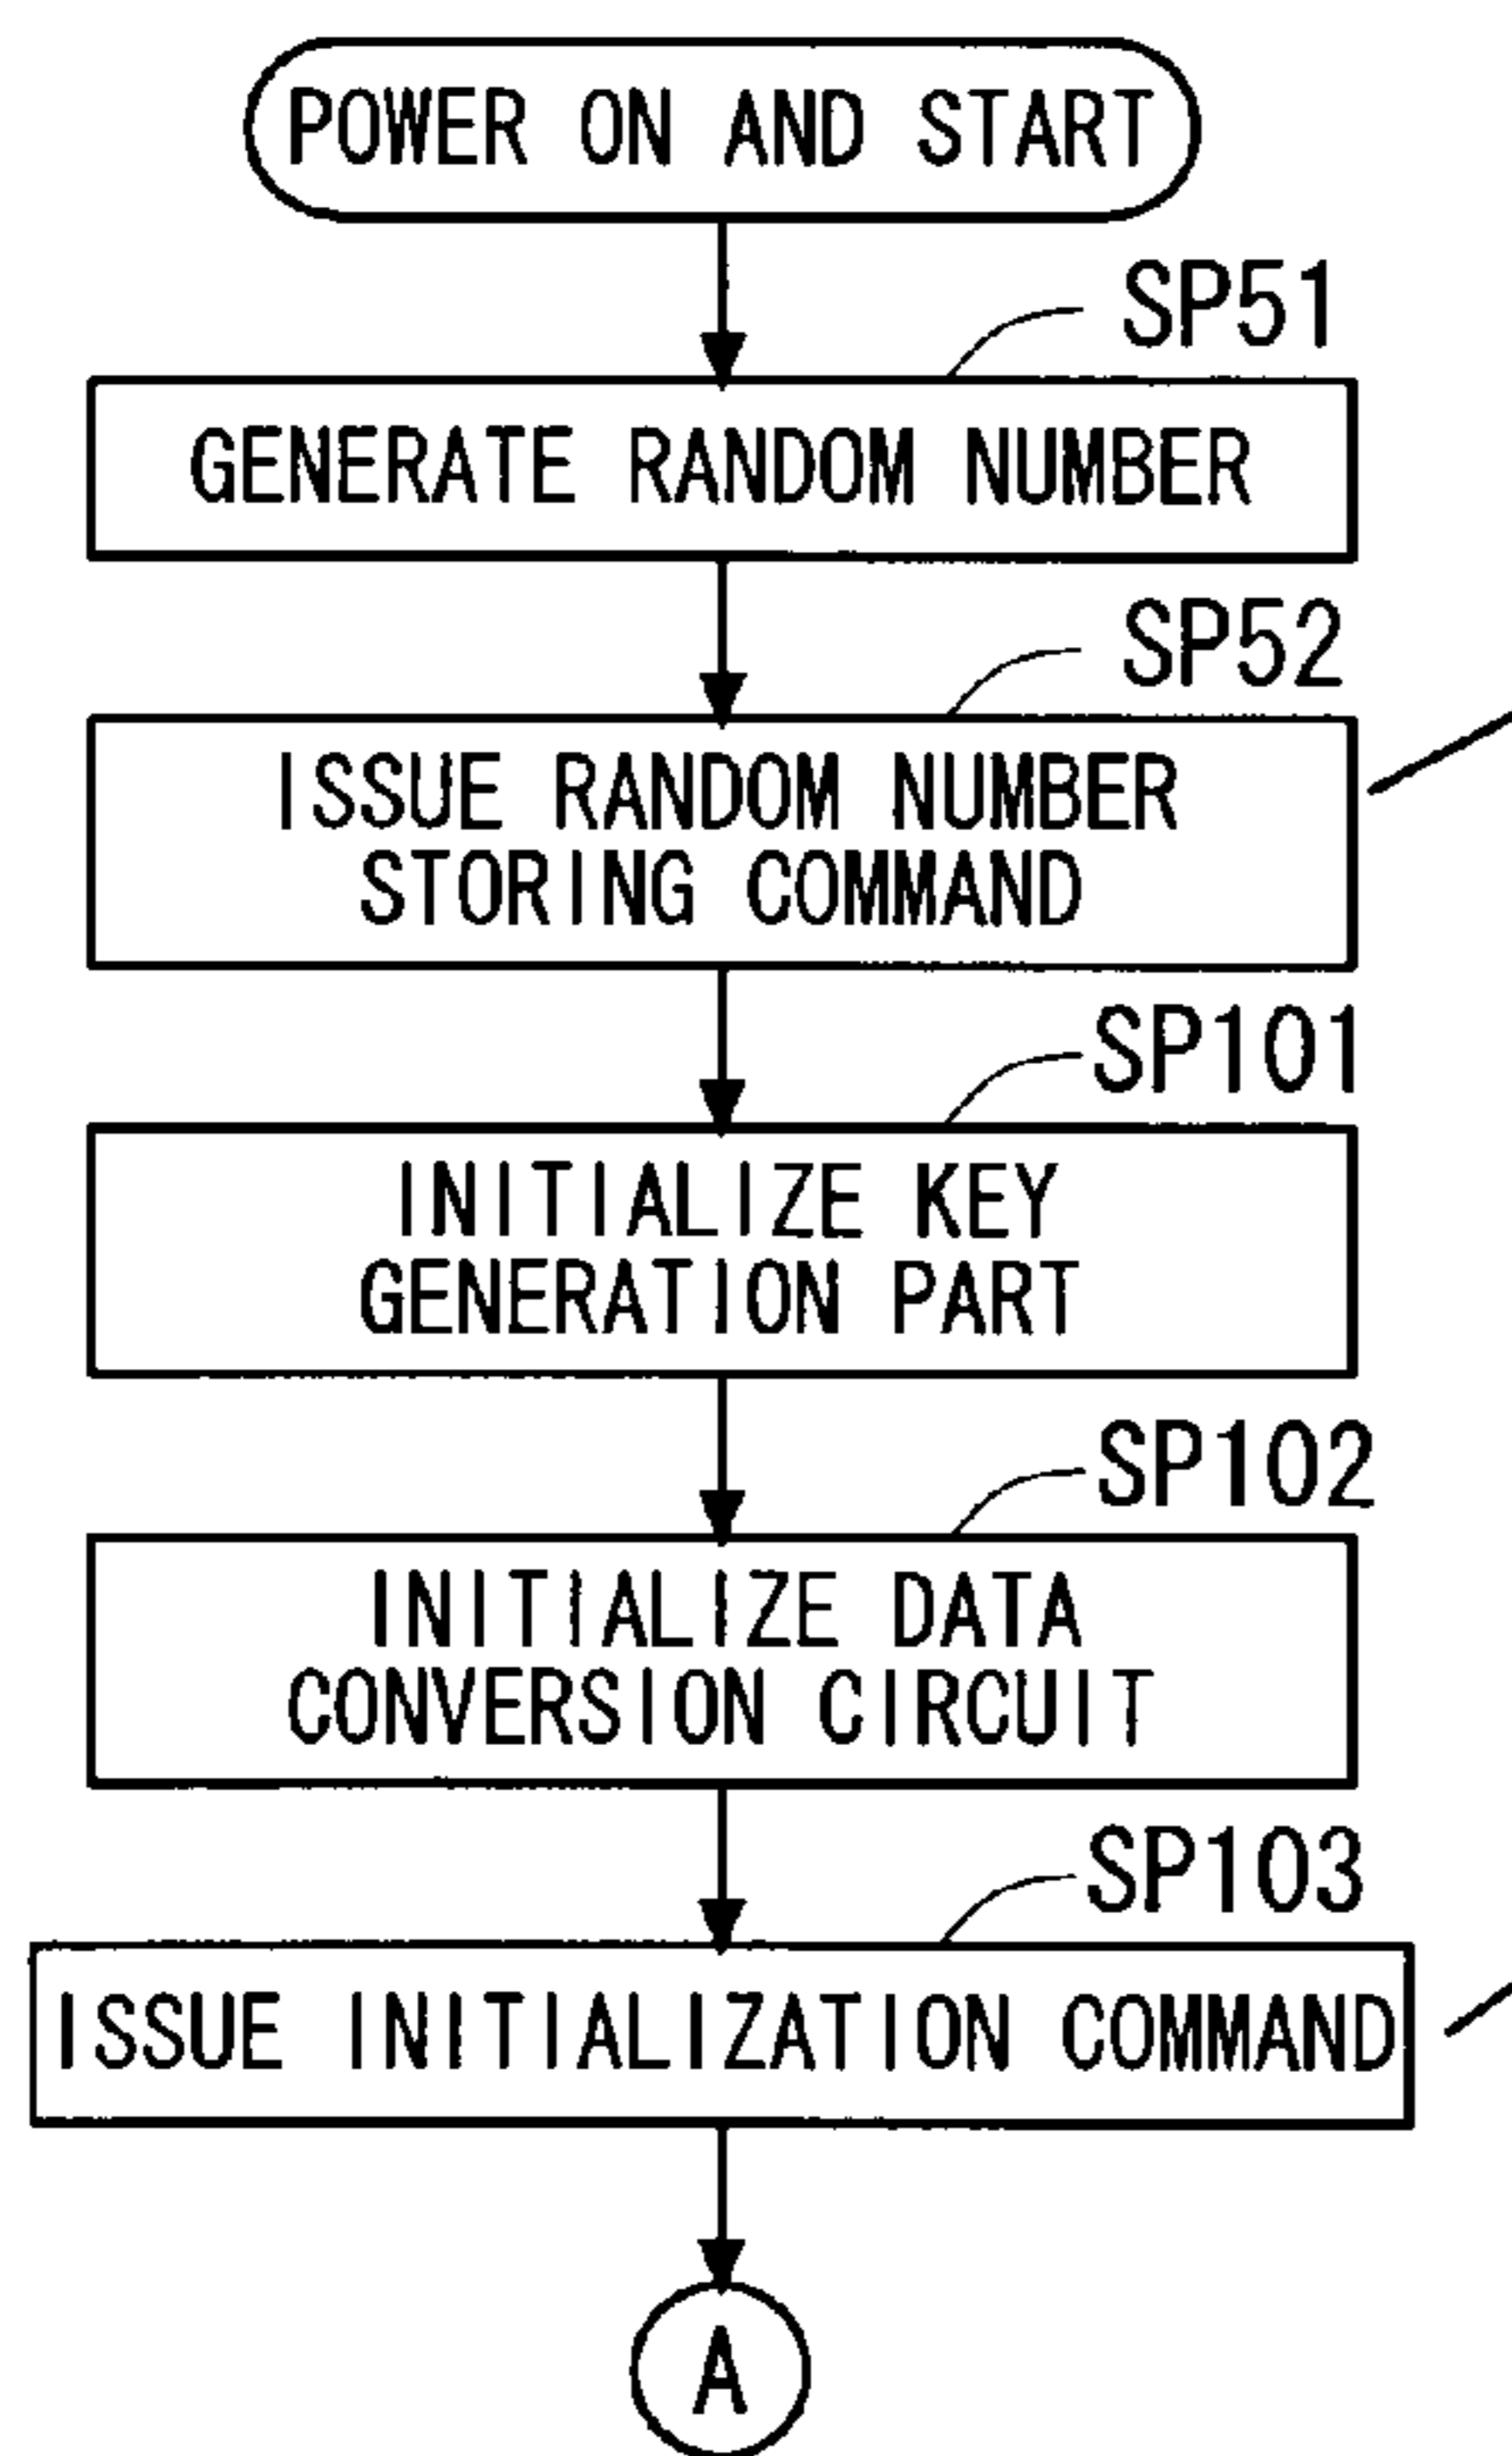 POWER ON AND START
SP51
GENERATE RANDOM NUMBER
SP52
ISSUE RANDOM NUMBER
STORING COMMAND
SP101
INITIALIZE KEY
GENERATION PART
SP102
INITIALIZE DATA
CONVERSION CIRCUIT
SP103
ISSUE INITIALIZATION COMMAND
A